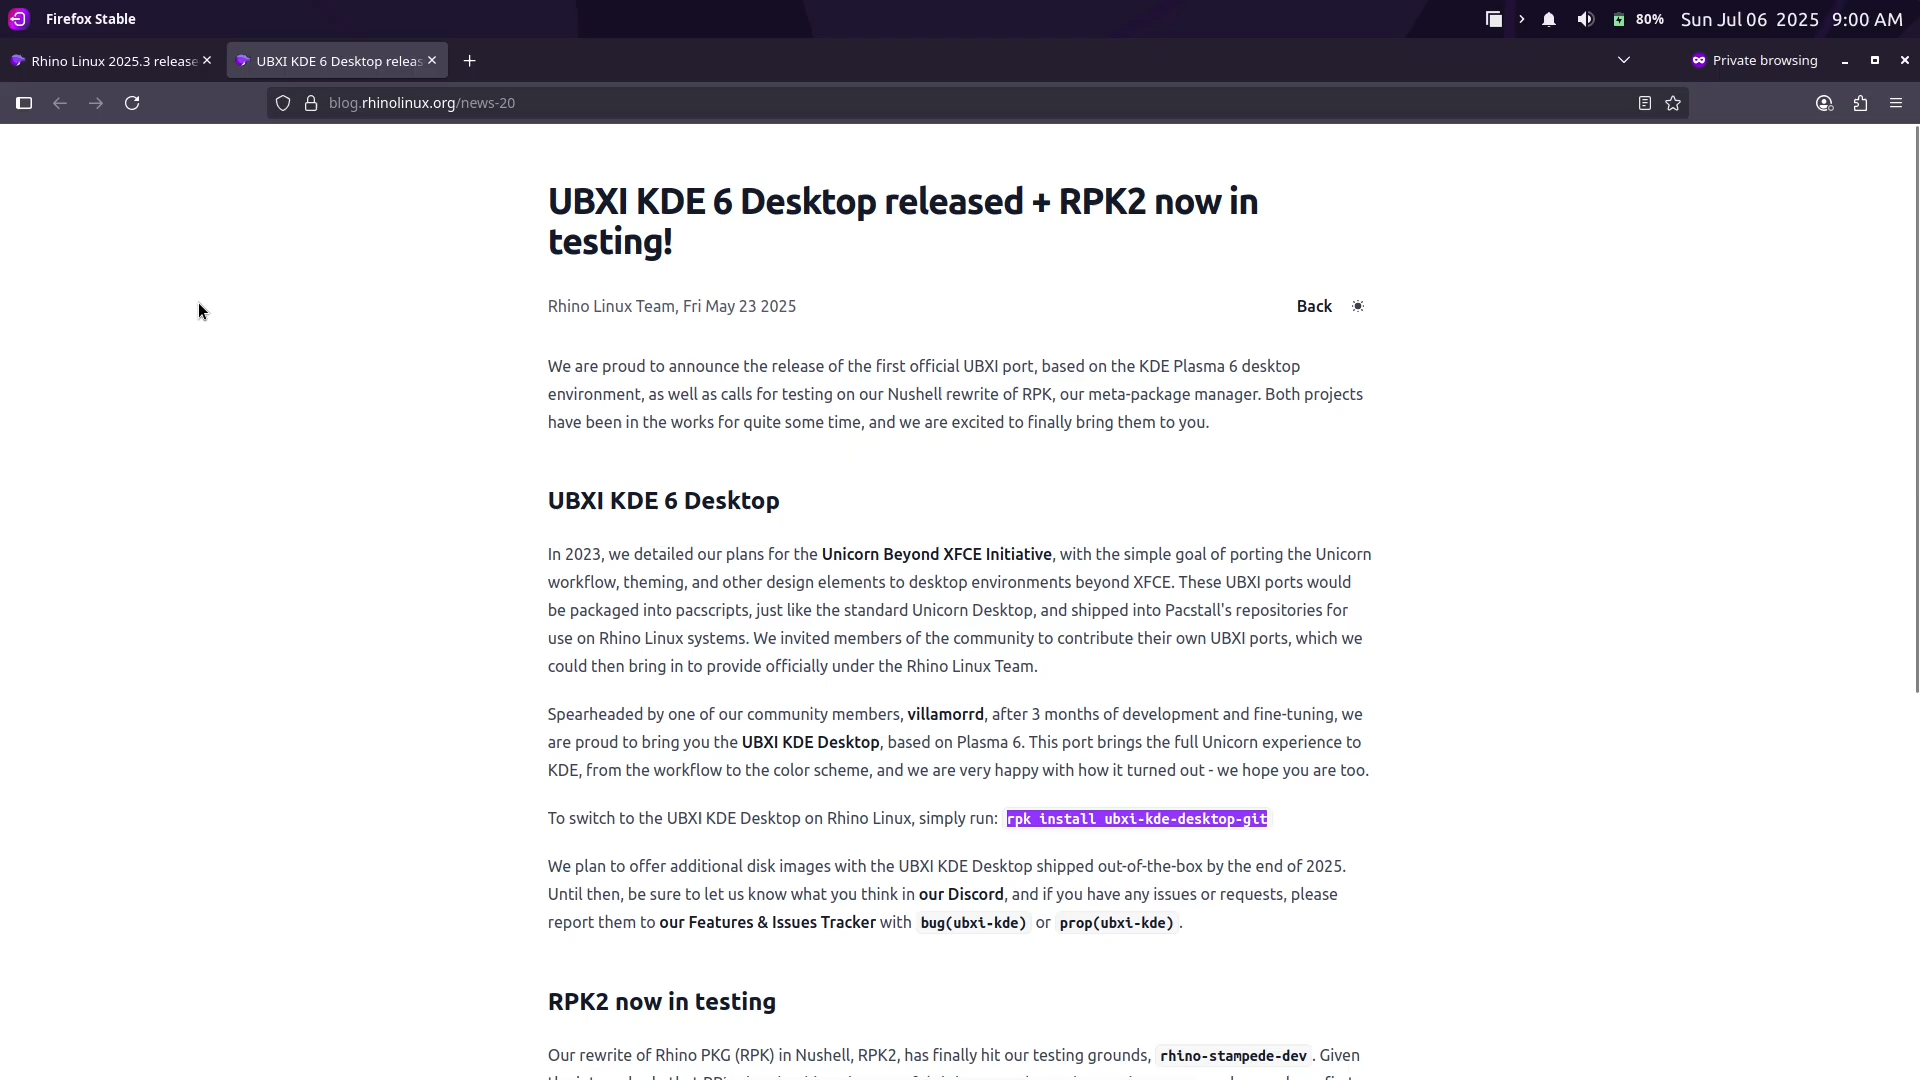 Firefox Stable
80%
Sun Jul 06 2025 9:00 AM
Rhino Linux 2025.3 release
UBXI KDE 6 Desktop releas
Private browsing
blog.rhinolinux.org/news-20
UBXI KDE 6 Desktop released + RPK2 now in
testing!
Rhino Linux Team, Fri May 23 2025
Back
We are proud to announce the release of the first official UBXI port, based on the KDE Plasma 6 desktop
environment, as well as calls for testing on our Nushell rewrite of RPK, our meta-package manager. Both projects
have been in the works for quite some time, and we are excited to finally bring them to you.
UBXI KDE 6 Desktop
In 2023, we detailed our plans for the Unicorn Beyond XFCE Initiative, with the simple goal of porting the Unicorn
workflow, theming, and other design elements to desktop environments beyond XFCE. These UBXI ports would
be packaged into pacscripts, just like the standard Unicorn Desktop, and shipped into Pacstall's repositories for
use on Rhino Linux systems. We invited members of the community to contribute their own UBXI ports, which we
could then bring in to provide officially under the Rhino Linux Team.
Spearheaded by one of our community members, villamorrd, after 3 months of development and fine-tuning, we
are proud to bring you the UBXI KDE Desktop, based on Plasma 6. This port brings the full Unicorn experience to
KDE, from the workflow to the color scheme, and we are very happy with how it turned out - we hope you are too.
To switch to the UBXI KDE Desktop on Rhino Linux, simply run: rpk install ubxi-kde-desktop-git
We plan to offer additional disk images with the UBXI KDE Desktop shipped out-of-the-box by the end of 2025.
Until then, be sure to let us know what you think in our Discord, and if you have any issues or requests, please
report them to our Features & Issues Tracker with bug(ubxi-kde) or prop(ubxi-kde).
RPK2 now in testing
Our rewrite of Rhino PKG (RPK) in Nushell, RPK2, has finally hit our testing grounds, rhino-stampede-dev. Given